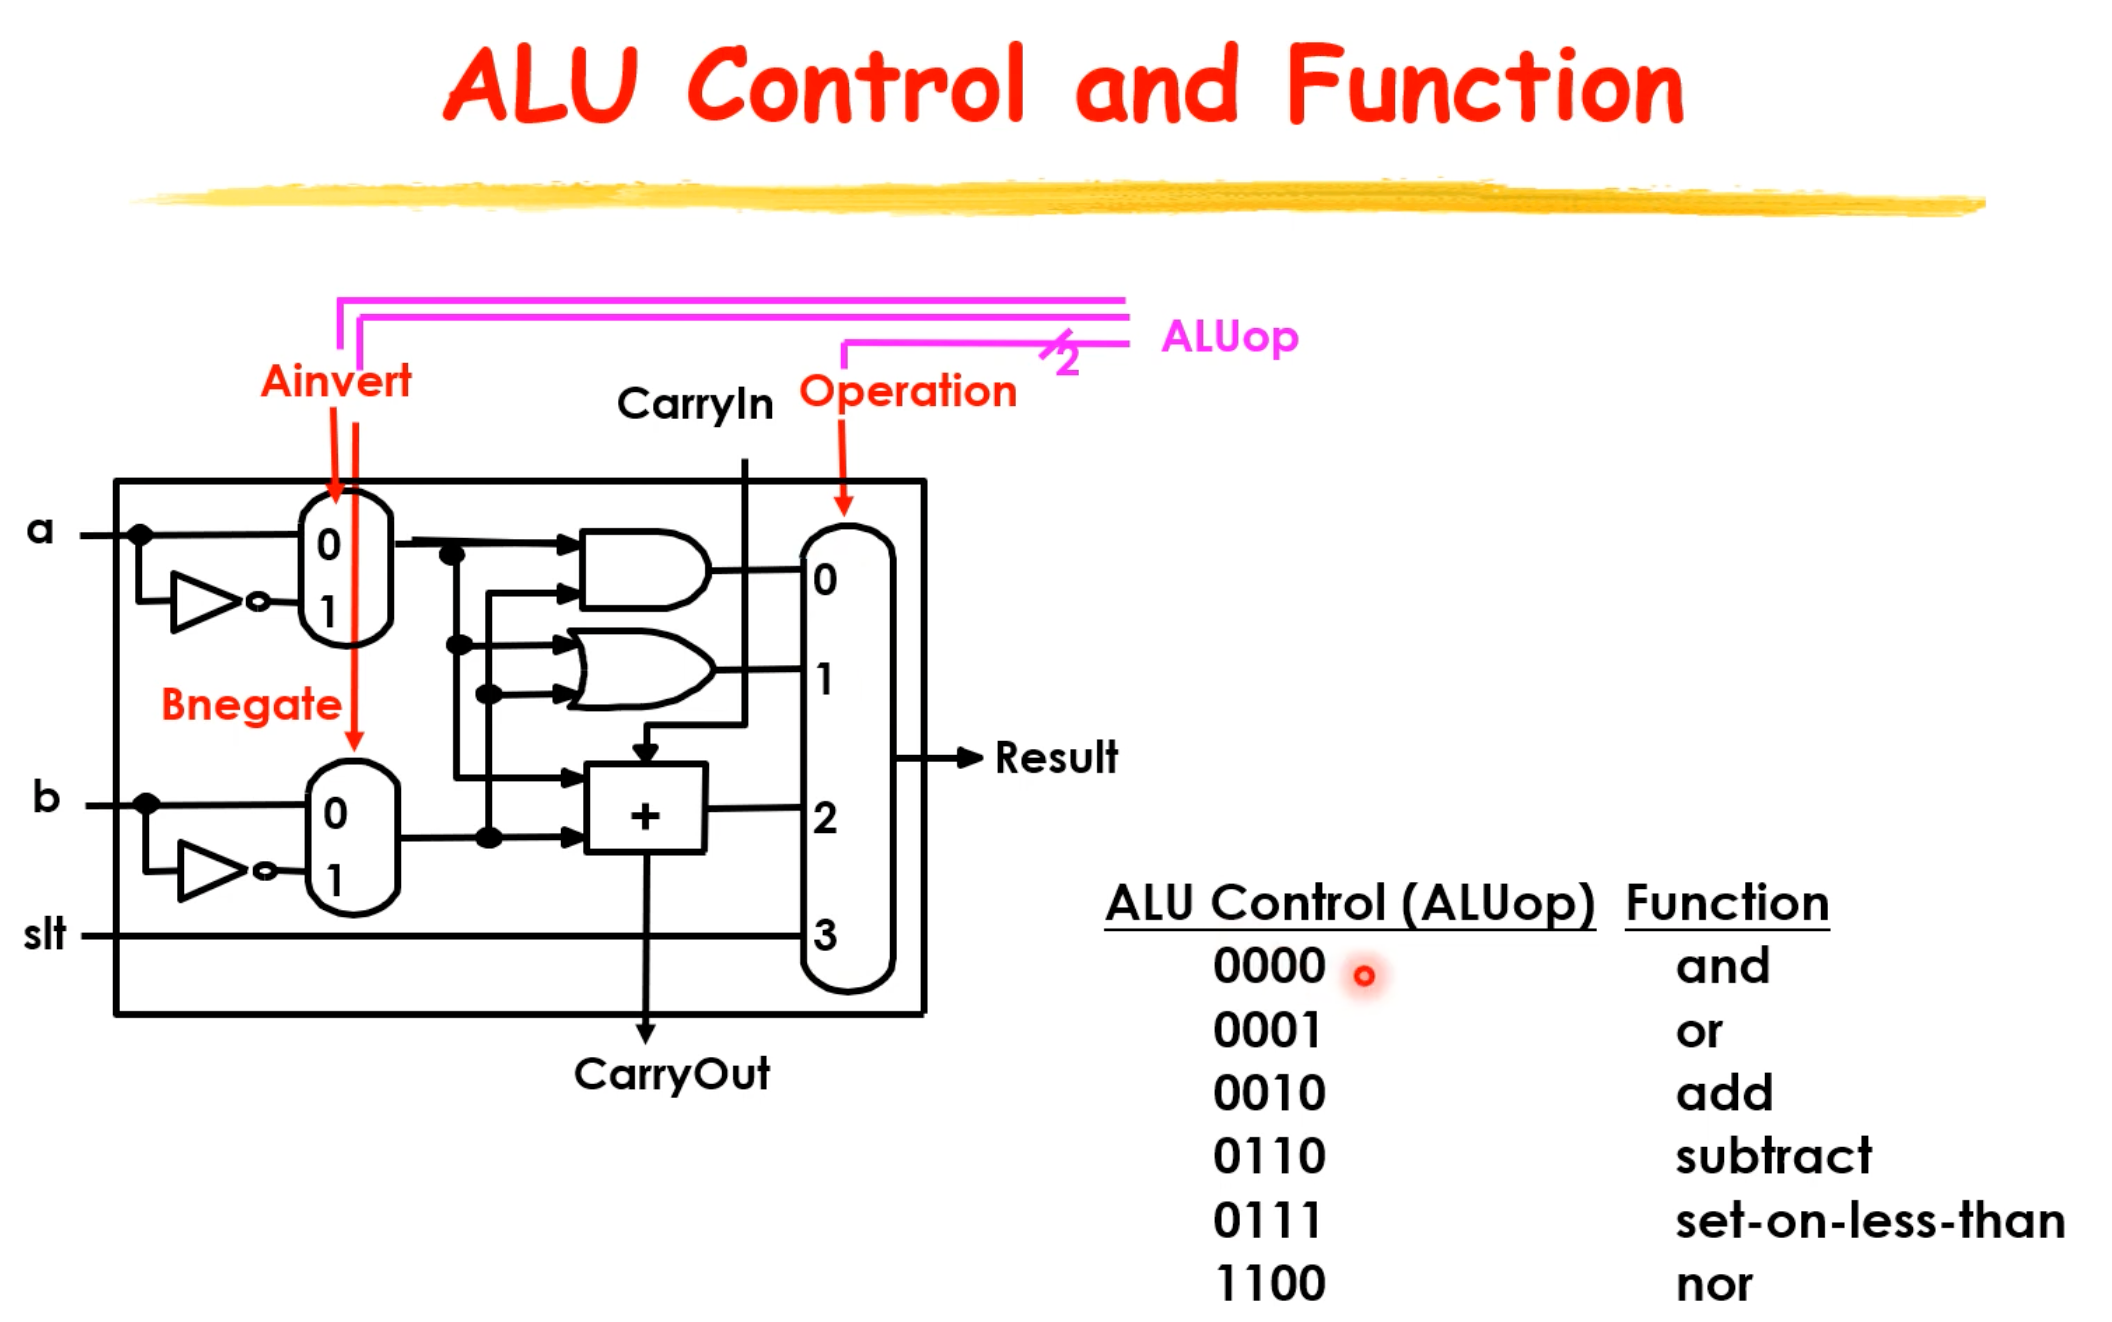 ALU Control and Function
ALUop
2
Ainvert
CarryIn
Operation
a
0
1
0
1
Bnegate
Result
b
0
1
+
2
slt
3
CarryOut
ALU Control (ALUop) Function
0000 and
0001 or
0010 add
0110 subtract
0111 set-on-less-than
1100 nor